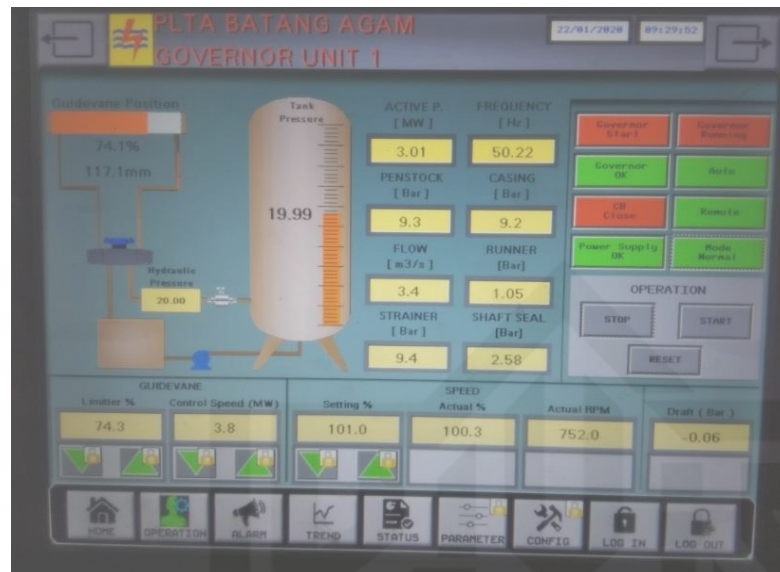 PLTA BATANG AGAM
GOVERNOR UNIT 1
22/01/2020 09:29:52
Guidevane Position
74.1%
117.1mm
Tank
Pressure
19.99
Hydraulic
Pressure
20.00
ACTIVE P.
[ MW ]
3.01
FREQUENCY
[ Hz ]
50.22
PENSTOCK
[ Bar ]
9.3
CASING
[ Bar ]
9.2
FLOW
[ m3/s ]
3.4
RUNNER
[Bar]
1.05
STRAINER
[ Bar ]
9.4
SHAFT SEAL
[Bar]
2.58
Governor
Start
Governor
Running
Governor
OK
Auto
CB
Close
Remote
Power Supply
OK
Mode
Normal
OPERATION
STOP
START
RESET
GUIDEVANE
Limitter %
Control Speed (MW)
74.3
3.8
SPEED
Setting %
Actual %
Actual RPM
101.0
100.3
752.0
Draft ( Bar )
-0.06
HOME
OPERATION
ALARM
TREND
STATUS
PARAMETER
CONFIG
LOG IN
LOG OUT